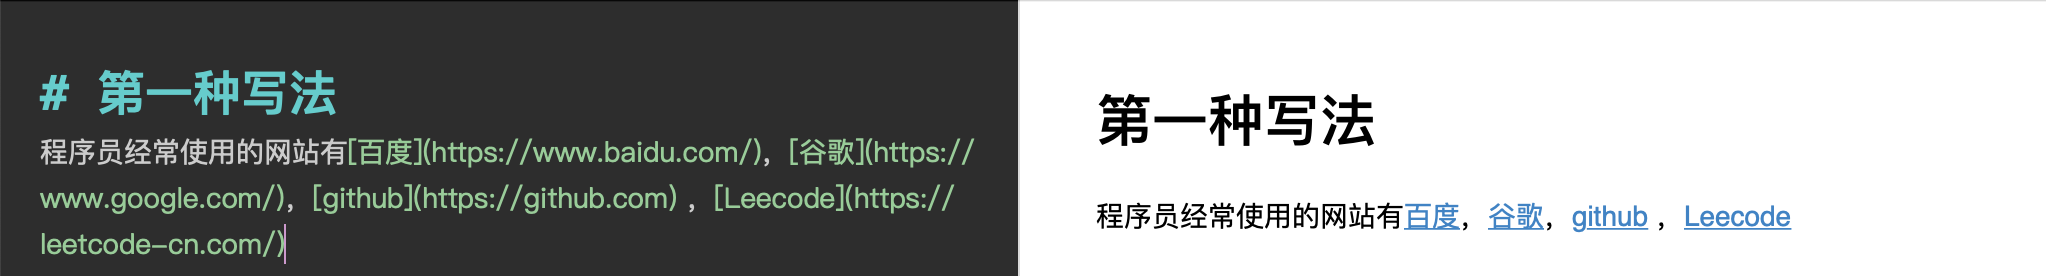 # 第一种写法
程序员经常使用的网站有[百度](https://www.baidu.com/)，[谷歌](https://
www.google.com/)，[github](https://github.com) ，[Leecode](https://
leetcode-cn.com/)
第一种写法
程序员经常使用的网站有百度，谷歌，github ，Leecode